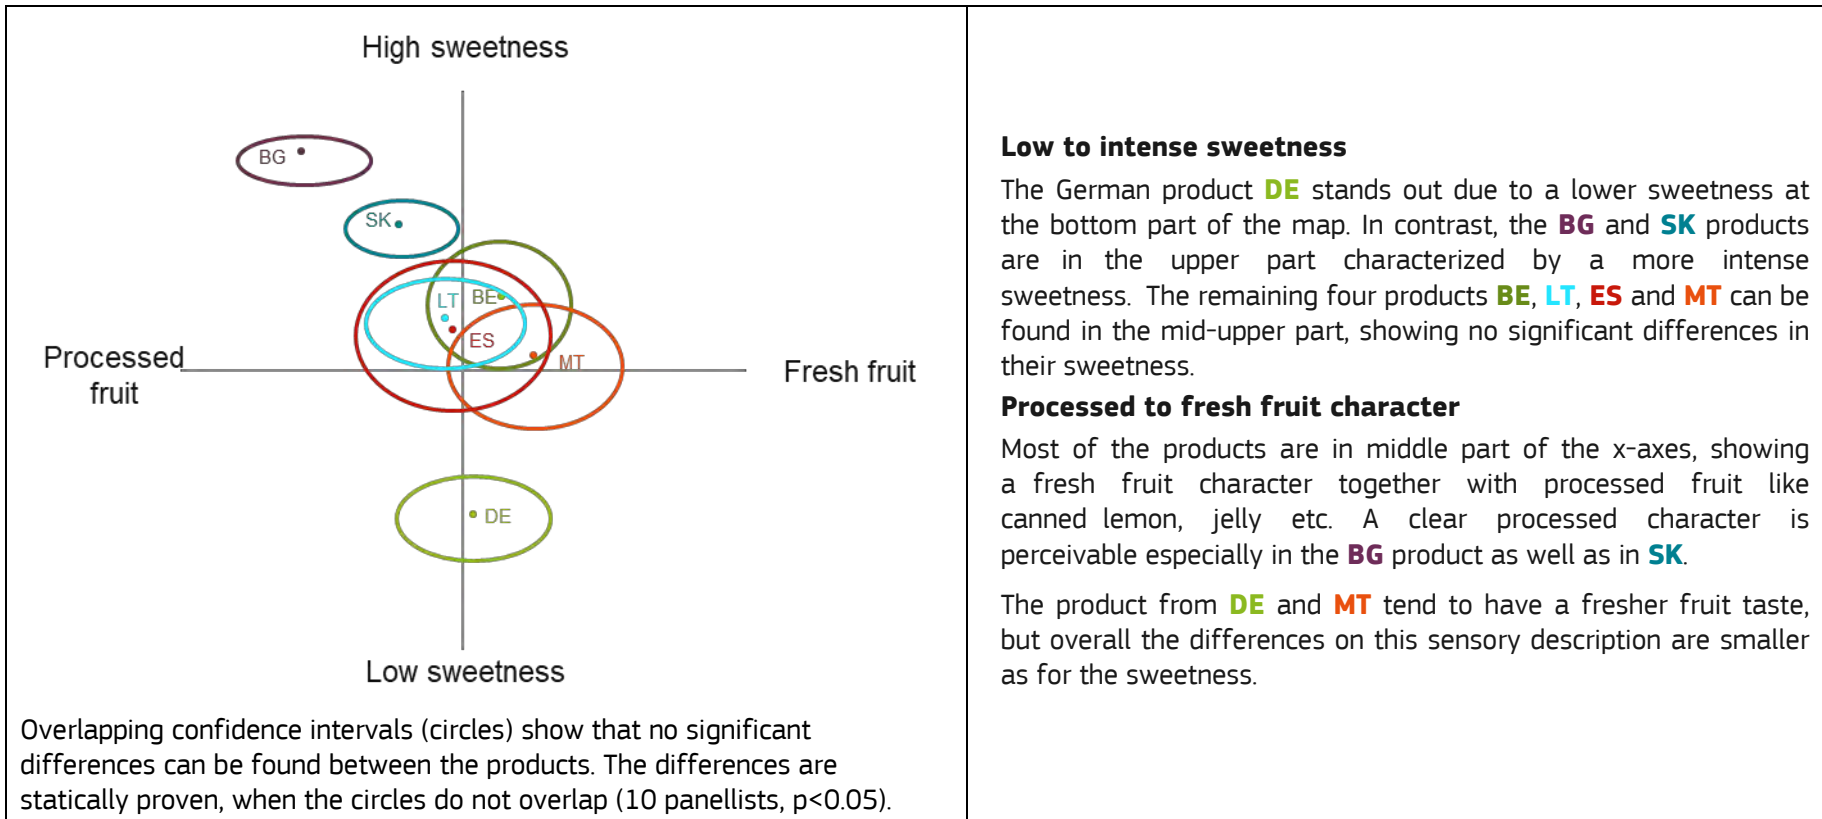 High sweetness
BG
SK
LT
BE
ES
MT
Processed
fruit
Fresh fruit
DE
Low sweetness
Overlapping confidence intervals (circles) show that no significant
differences can be found between the products. The differences are
statically proven, when the circles do not overlap (10 panellists, p<0.05).
Low to intense sweetness
The German product DE stands out due to a lower sweetness at
the bottom part of the map. In contrast, the BG and SK products
are in the upper part characterized by a more intense
sweetness. The remaining four products BE, LT, ES and MT can be
found in the mid-upper part, showing no significant differences in
their sweetness.
Processed to fresh fruit character
Most of the products are in middle part of the x-axes, showing
a fresh fruit character together with processed fruit like
canned lemon, jelly etc. A clear processed character is
perceivable especially in the BG product as well as in SK.
The product from DE and MT tend to have a fresher fruit taste,
but overall the differences on this sensory description are smaller
as for the sweetness.